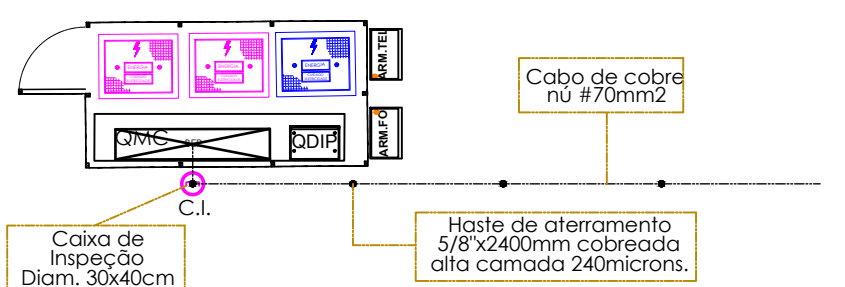 ENERGIA
ENERGIA
ENERGIA
ARM.TEL
ARM.FO
QMC
BEP
QDIP
C.I.
Cabo de cobre
nú #70mm2
Caixa de
Inspeção
Diam. 30x40cm
Haste de aterramento
5/8"x2400mm cobreada
alta camada 240microns.